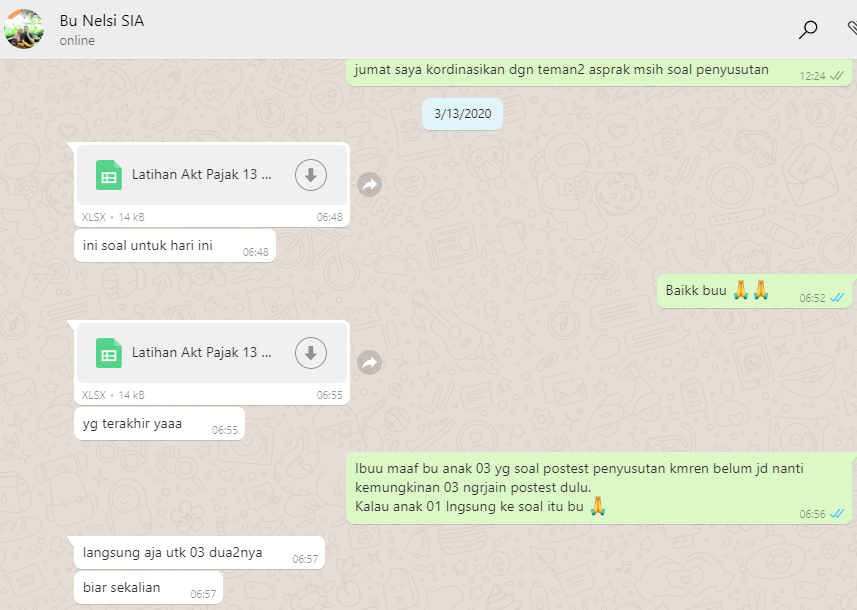 Bu Nelsi SIA
online
jumat saya kordinasikan dgn teman2 asprak msih soal penyusutan
12:24
3/13/2020
Latihan Akt Pajak 13 ...
XLSX • 14 kB
06:48
ini soal untuk hari ini
06:48
Baikk buu 🙏🙏
06:52
Latihan Akt Pajak 13 ...
XLSX • 14 kB
06:55
yg terakhir yaaa
06:55
Ibuu maaf bu anak 03 yg soal postest penyusutan kmren belum jd nanti
kemungkinan 03 ngrjain postest dulu.
Kalau anak 01 lngsung ke soal itu bu 🙏
06:56
langsung aja utk 03 dua2nya
06:57
biar sekalian
06:57